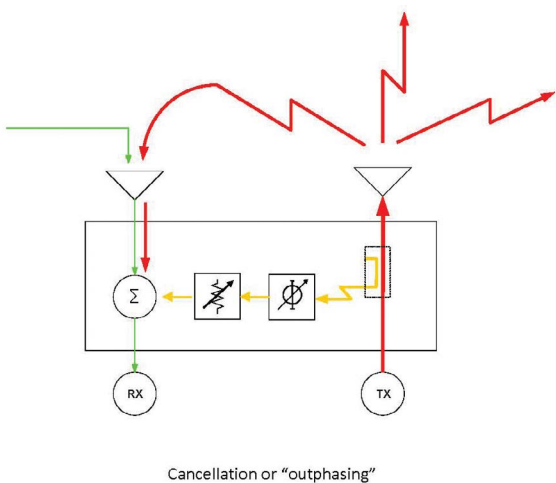 Σ
Φ
RX
TX
Cancellation or “outphasing”